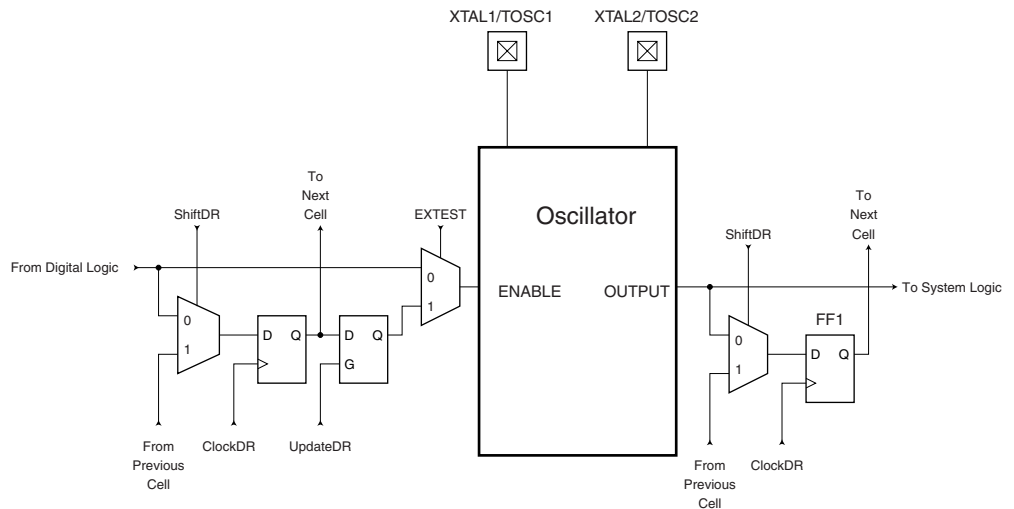 XTAL1/TOSC1
XTAL2/TOSC2
To
Next
Cell
ShiftDR
EXTEST
Oscillator
To
Next
Cell
ShiftDR
From Digital Logic
0
1
ENABLE
OUTPUT
To System Logic
0
1
D Q
D Q
G
FF1
0
1
D Q
From
Previous
Cell
ClockDR
UpdateDR
From
Previous
Cell
ClockDR